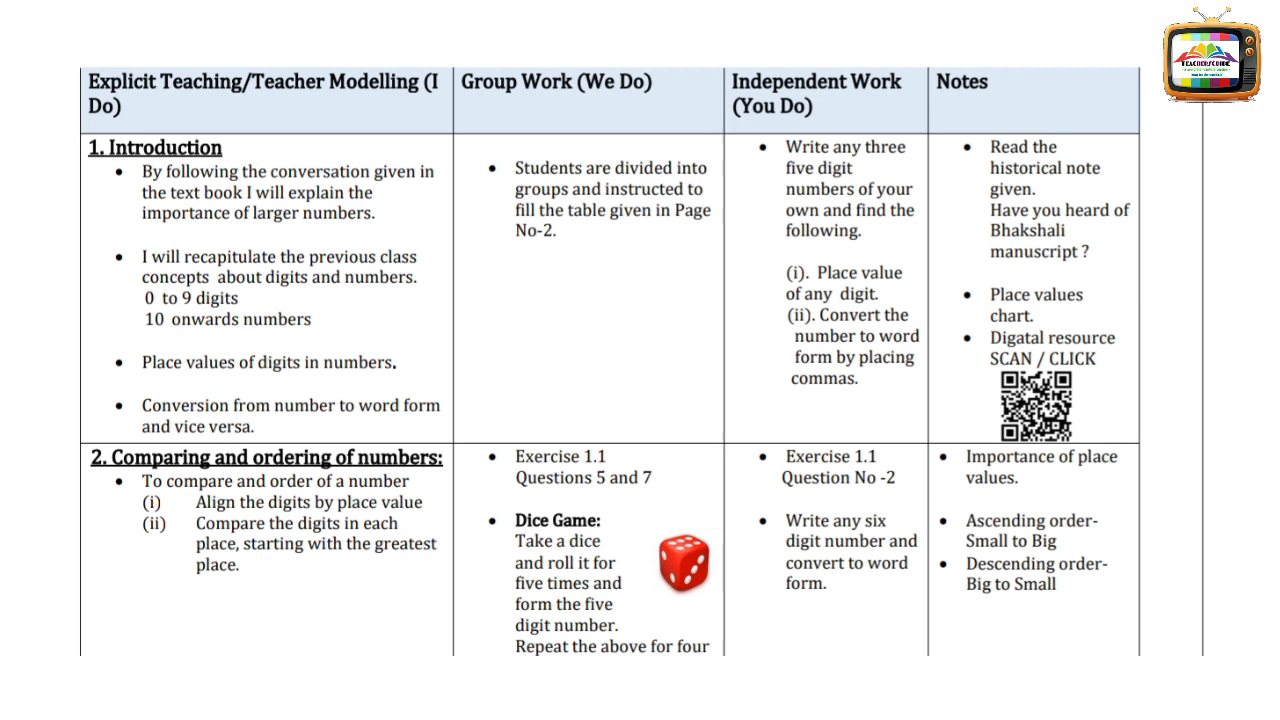 TEACHERS GUIDE
Explicit Teaching/Teacher Modelling (I
Do)
Group Work (We Do)
Independent Work
(You Do)
Notes
1. Introduction
• By following the conversation given in
the text book I will explain the
importance of larger numbers.
• I will recapitulate the previous class
concepts about digits and numbers.
0 to 9 digits
10 onwards numbers
• Place values of digits in numbers.
• Conversion from number to word form
and vice versa.
• Students are divided into
groups and instructed to
fill the table given in Page
No-2.
• Write any three
five digit
numbers of your
own and find the
following.
(i). Place value
of any digit.
(ii). Convert the
number to word
form by placing
commas.
• Read the
historical note
given.
Have you heard of
Bhakshali
manuscript ?
• Place values
chart.
• Digatal resource
SCAN / CLICK
2. Comparing and ordering of numbers:
• To compare and order of a number
(i) Align the digits by place value
(ii) Compare the digits in each
place, starting with the greatest
place.
• Exercise 1.1
Questions 5 and 7
• Dice Game:
Take a dice
and roll it for
five times and
form the five
digit number.
Repeat the above for four
• Exercise 1.1
Question No -2
• Write any six
digit number and
convert to word
form.
• Importance of place
values.
• Ascending order-
Small to Big
• Descending order-
Big to Small